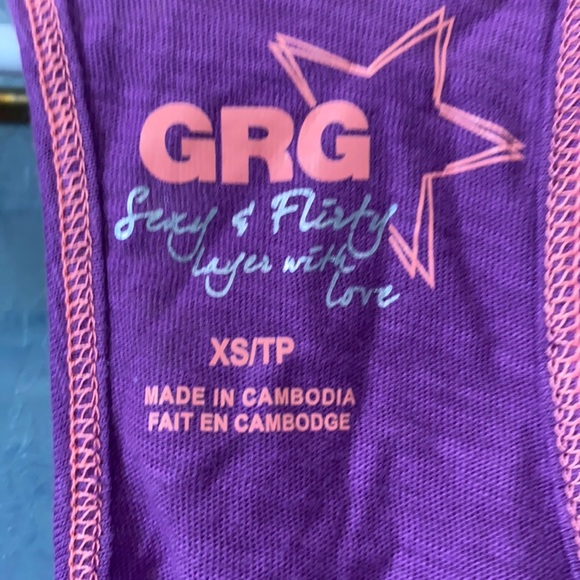 GRG
Sexy & Flirty
layer with
love
XS/TP
MADE IN CAMBODIA
FAIT EN CAMBODGE